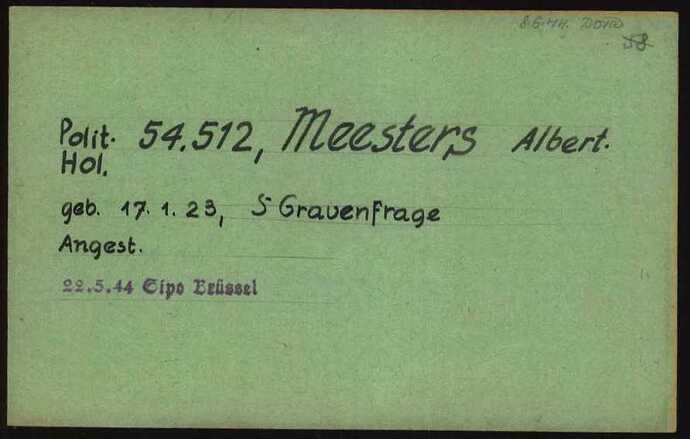 8.6.44. DORA
58
Polit. 54.512, Meesters Albert.
Hol.
geb. 17.1.23, S Gravenfrage
Angest.
22.5.44 Sipo Brüssel